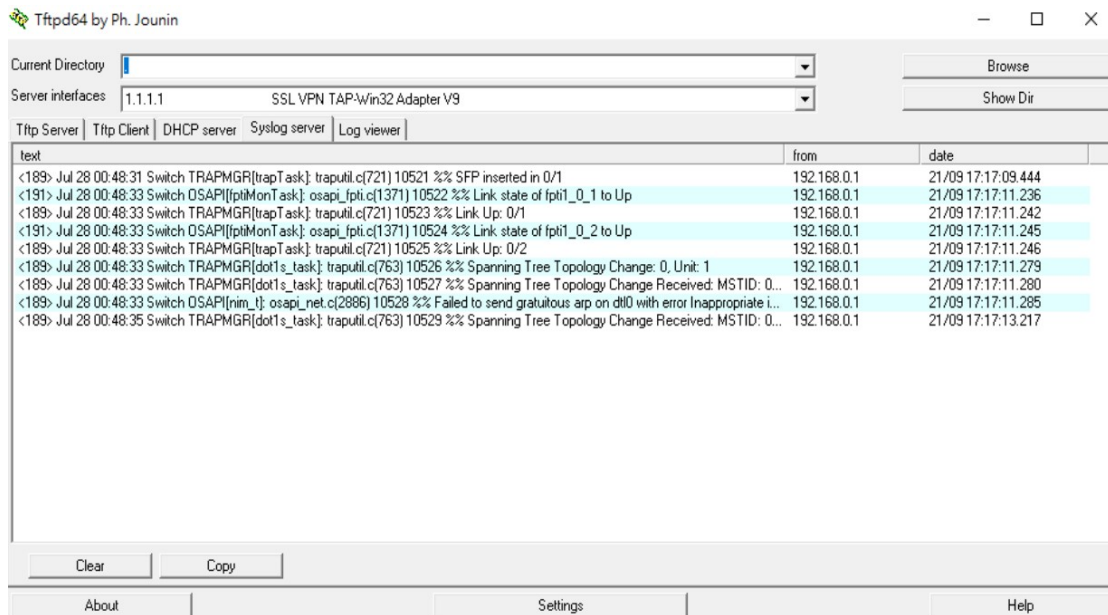 Tftpd64 by Ph. Jounin
Current Directory . Browse
Server interfaces 1.1.1.1 SSL VPN TAP-Win32 Adapter V9 Show Dir
Tftp Server Tftp Client DHCP server Syslog server Log viewer
text from date
<189> Jul 28 00:48:31 Switch TRAPMGR[trapTask]: traputil.c(721) 10521 %% SFP inserted in 0/1 192.168.0.1 21/09 17:17:09.444
<191> Jul 28 00:48:33 Switch OSAPI[fptiMonTask]: osapi_fpti.c(1371) 10522 %% Link state of fpti1_0_1 to Up 192.168.0.1 21/09 17:17:11.236
<189> Jul 28 00:48:33 Switch TRAPMGR[trapTask]: traputil.c(721) 10523 %% Link Up: 0/1 192.168.0.1 21/09 17:17:11.242
<191> Jul 28 00:48:33 Switch OSAPI[fptiMonTask]: osapi_fpti.c(1371) 10524 %% Link state of fpti1_0_2 to Up 192.168.0.1 21/09 17:17:11.245
<189> Jul 28 00:48:33 Switch TRAPMGR[trapTask]: traputil.c(721) 10525 %% Link Up: 0/2 192.168.0.1 21/09 17:17:11.246
<189> Jul 28 00:48:33 Switch TRAPMGR[dot1s_task]: traputil.c(763) 10526 %% Spanning Tree Topology Change: 0, Unit: 1 192.168.0.1 21/09 17:17:11.279
<189> Jul 28 00:48:33 Switch TRAPMGR[dot1s_task]: traputil.c(763) 10527 %% Spanning Tree Topology Change Received: MSTID: 0... 192.168.0.1 21/09 17:17:11.280
<189> Jul 28 00:48:33 Switch OSAPI[nim_t]: osapi_net.c(2886) 10528 %% Failed to send gratuitous arp on dtl0 with error Inappropriate i... 192.168.0.1 21/09 17:17:11.285
<189> Jul 28 00:48:35 Switch TRAPMGR[dot1s_task]: traputil.c(763) 10529 %% Spanning Tree Topology Change Received: MSTID: 0... 192.168.0.1 21/09 17:17:13.217
Clear Copy
About Settings Help